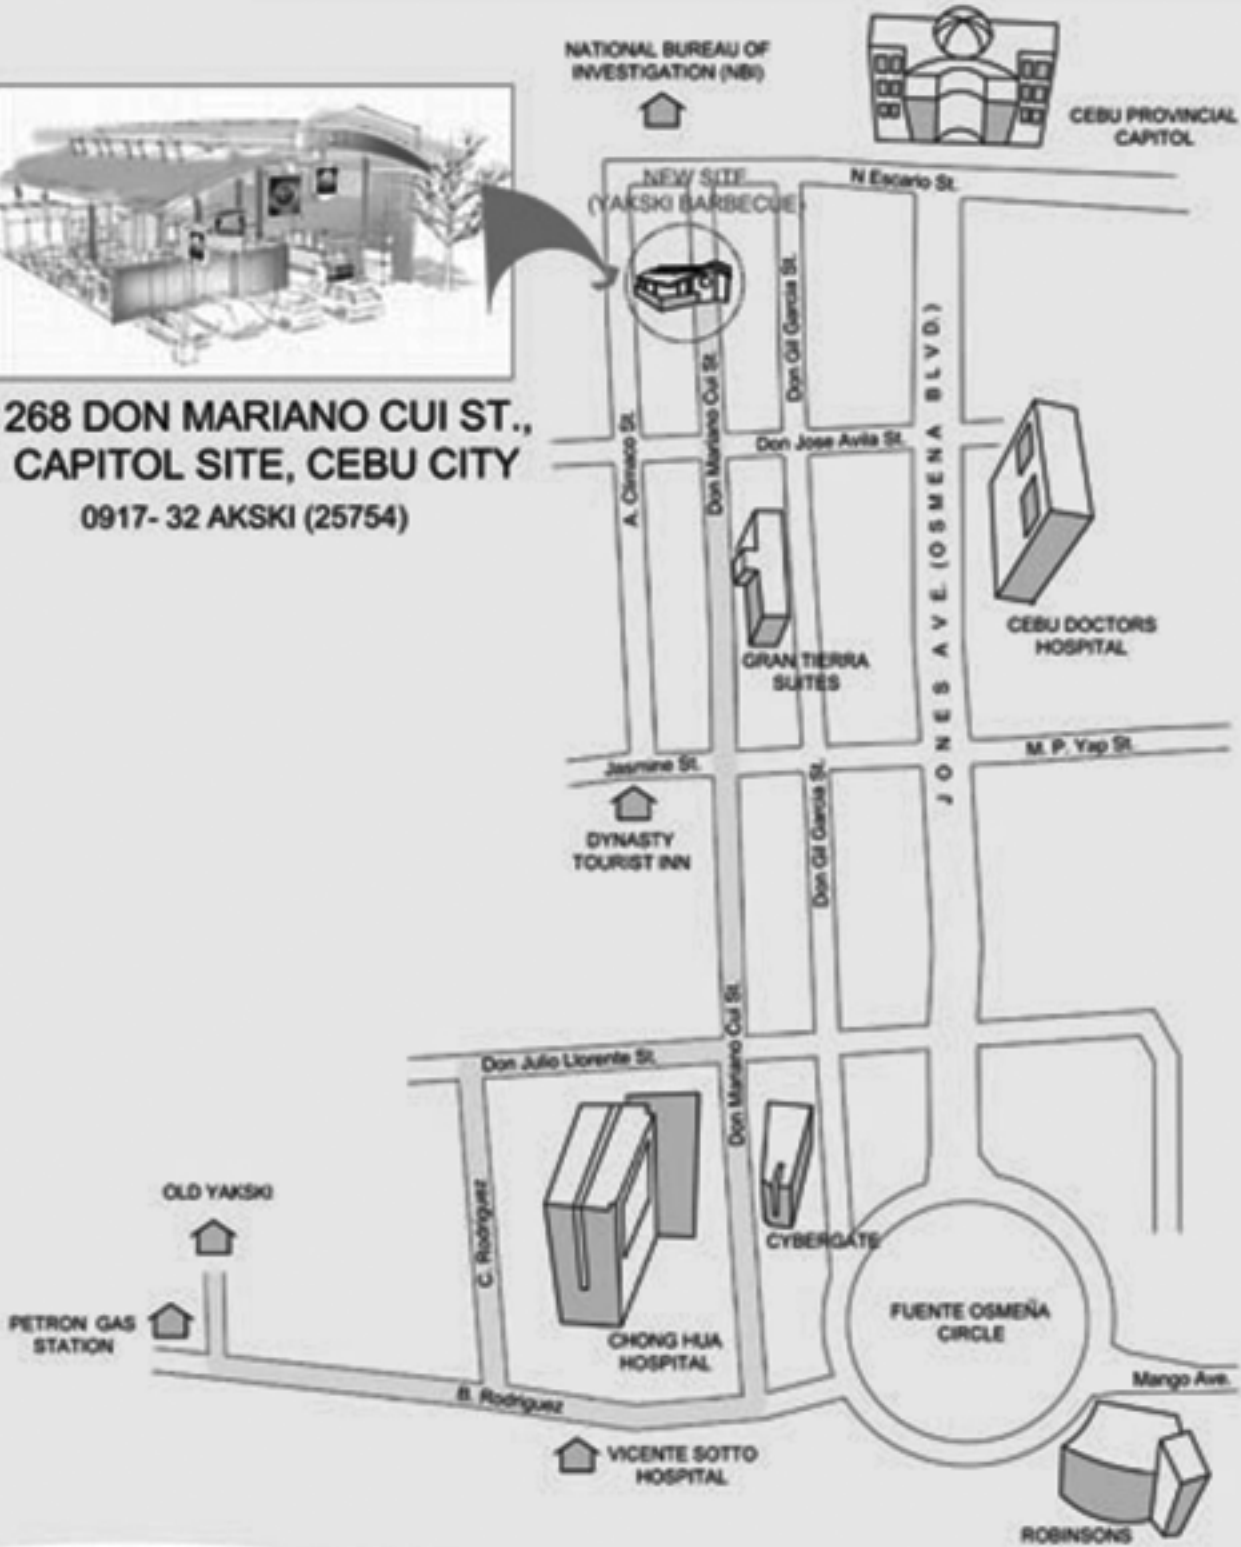 NATIONAL BUREAU OF
INVESTIGATION (NBI)
CEBU PROVINCIAL
CAPITOL
N Escario St.
NEW SITE
(YAKSKI BARBECUE)
Don Gil Garcia St.
268 DON MARIANO CUI ST.,
CAPITOL SITE, CEBU CITY
0917- 32 AKSKI (25754)
A. Climaco St.
Don Mariano Cui St.
Don Jose Avila St.
JONES AVE. (OSMENA BLVD.)
CEBU DOCTORS
HOSPITAL
GRAN TIERRA
SUITES
Jasmine St.
M. P. Yap St.
DYNASTY
TOURIST INN
Don Gil Garcia St.
Don Mariano Cui St.
Don Julio Llorente St.
C. Rodriguez
OLD YAKSKI
CYBERGATE
PETRON GAS
STATION
CHONG HUA
HOSPITAL
FUENTE OSMEÑA
CIRCLE
Mango Ave.
B. Rodriguez
VICENTE SOTTO
HOSPITAL
ROBINSONS